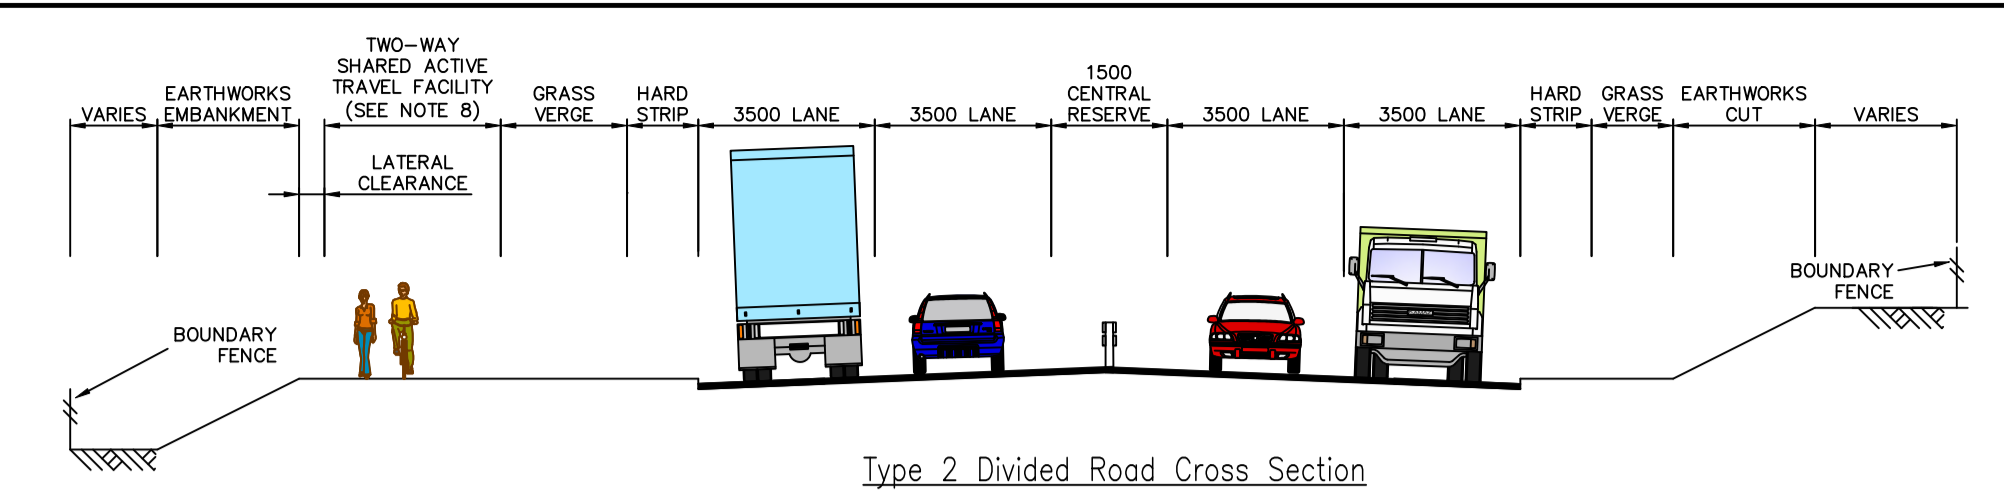 VARIES
EARTHWORKS
EMBANKMENT
TWO-WAY
SHARED ACTIVE
TRAVEL FACILITY
(SEE NOTE 8)
GRASS
VERGE
HARD
STRIP
3500 LANE
3500 LANE
1500
CENTRAL
RESERVE
3500 LANE
3500 LANE
HARD
STRIP
GRASS
VERGE
EARTHWORKS
CUT
VARIES
LATERAL
CLEARANCE
BOUNDARY
FENCE
BOUNDARY
FENCE
Type 2 Divided Road Cross Section